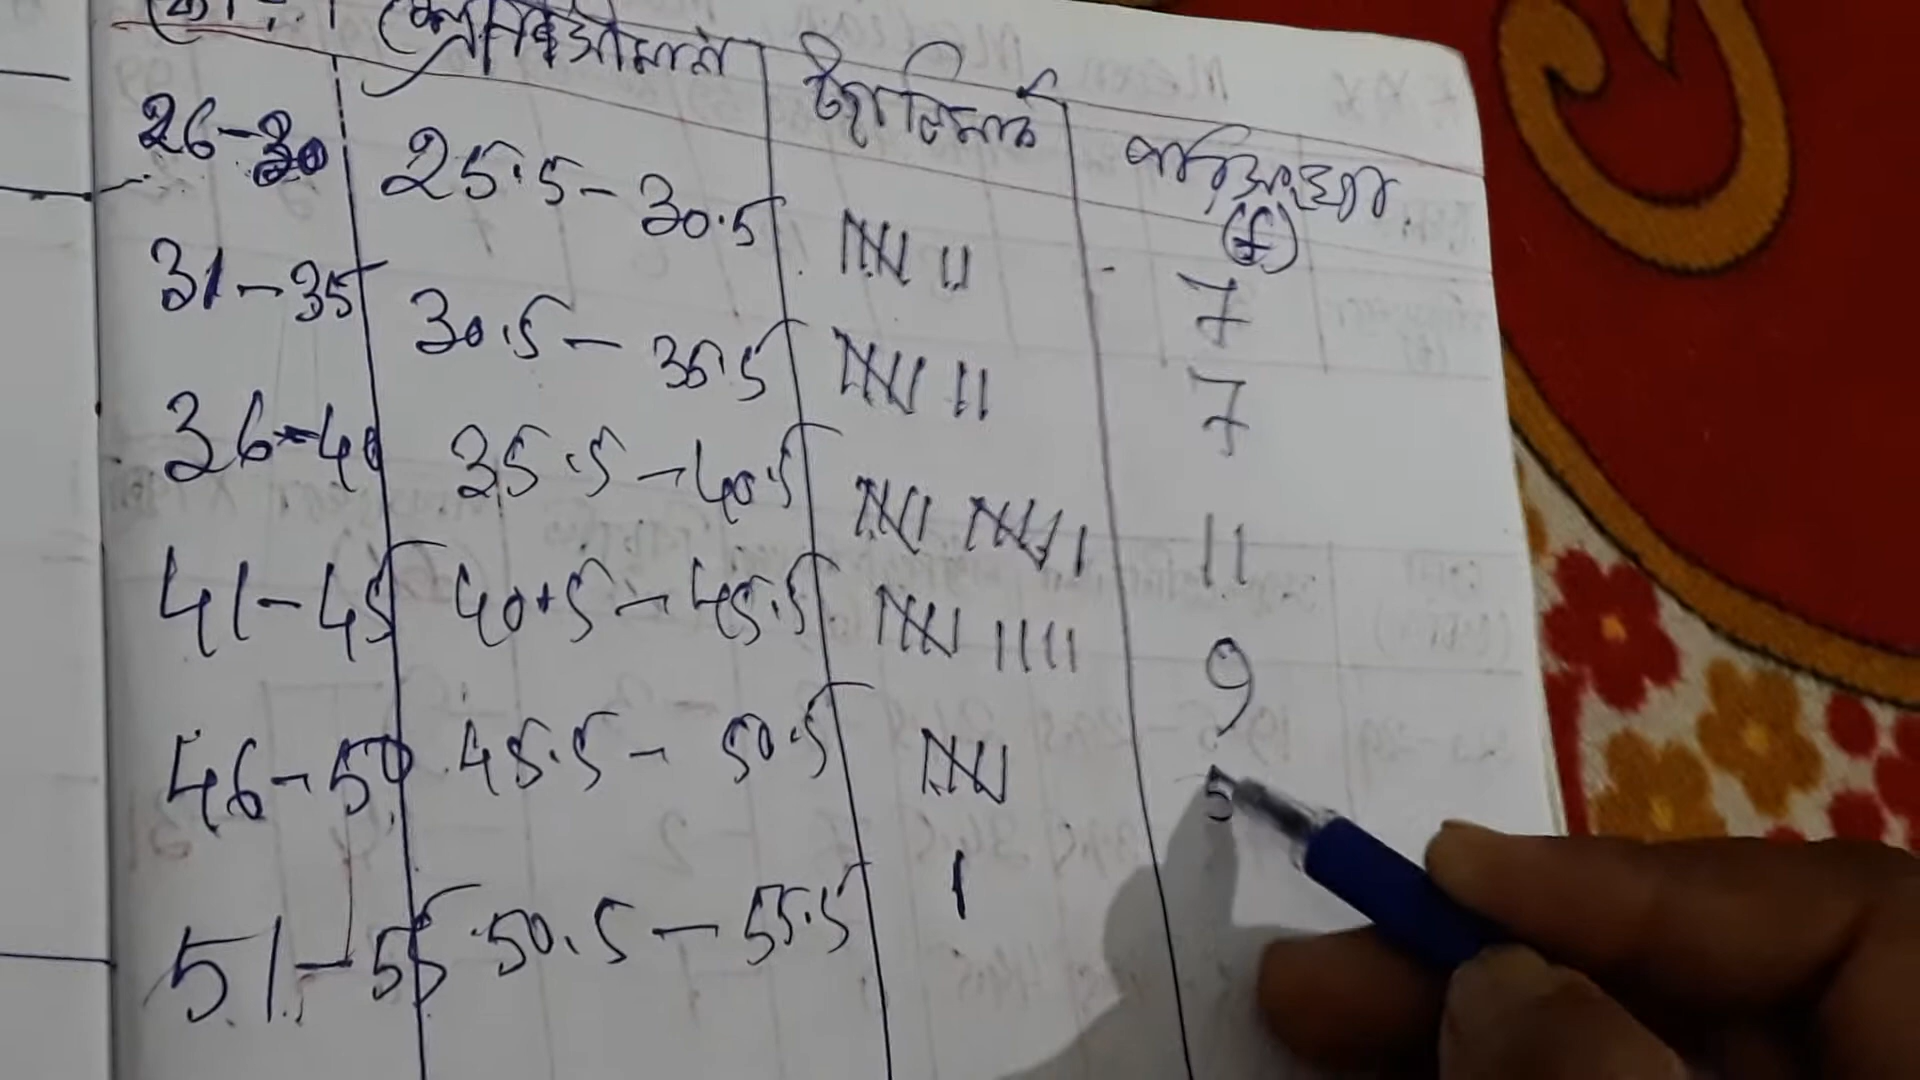 শ্রেণিসীমানা টেলিমার্ক পরিসংখ্যা
(f)
26-30 25.5-30.5 𝍸 || 7
31-35 30.5-35.5 𝍸 || 7
36-40 35.5-40.5 𝍸 𝍸 | 11
41-45 40.5-45.5 𝍸 |||| 9
46-50 45.5-50.5 𝍸 5
51-55 50.5-55.5 |